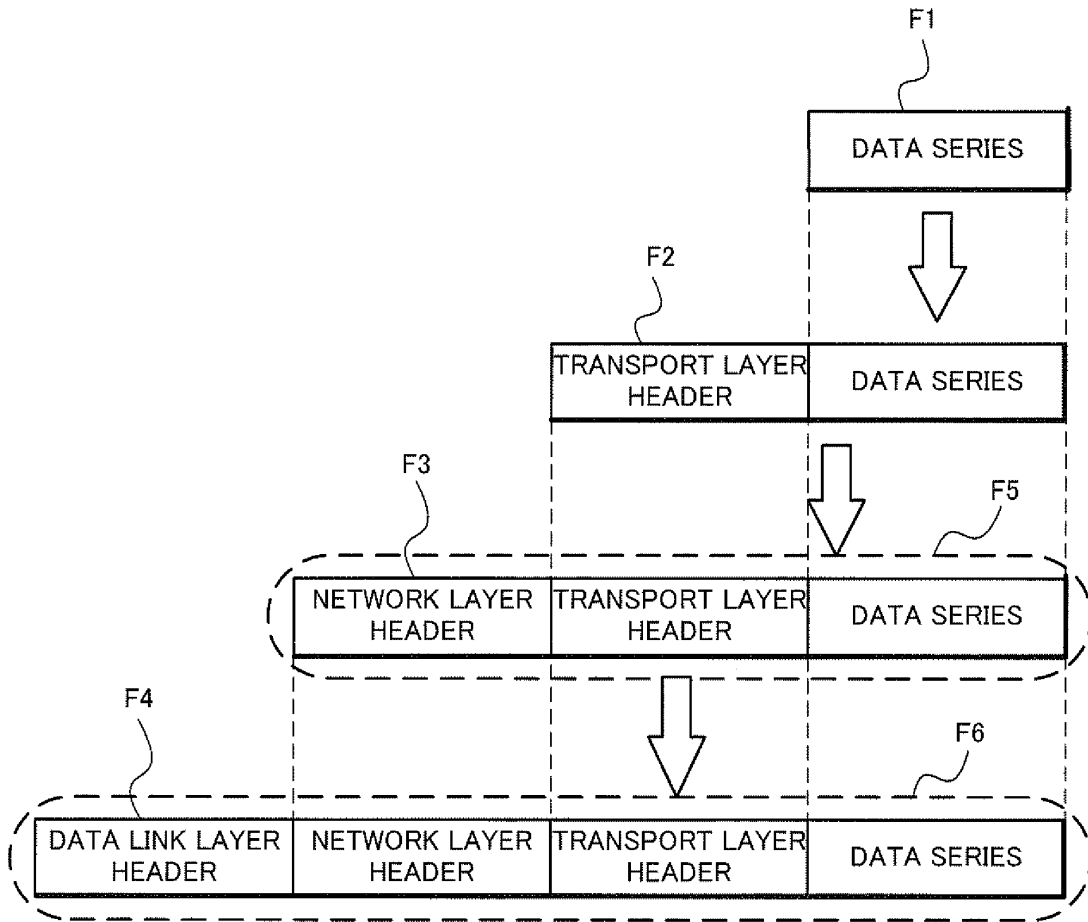 F1
DATA SERIES
F2
TRANSPORT LAYER
HEADER
DATA SERIES
F3
F5
NETWORK LAYER
HEADER
TRANSPORT LAYER
HEADER
DATA SERIES
F4
F6
DATA LINK LAYER
HEADER
NETWORK LAYER
HEADER
TRANSPORT LAYER
HEADER
DATA SERIES